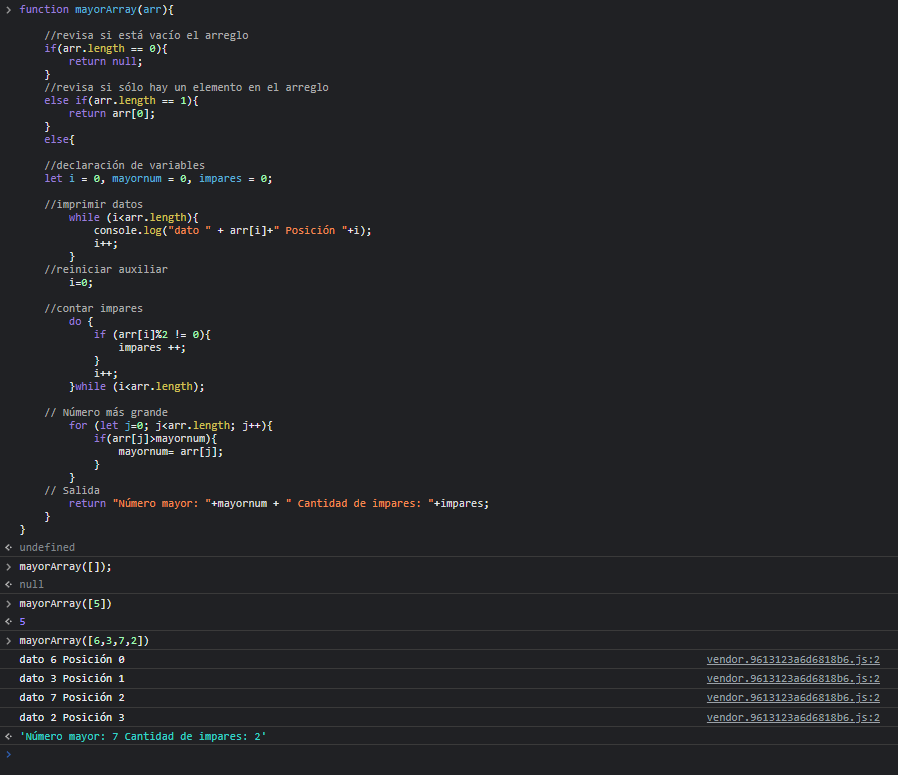 function mayorArray(arr){
//revisa si está vacío el arreglo
if(arr.length == 0){
return null;
}
//revisa si sólo hay un elemento en el arreglo
else if(arr.length == 1){
return arr[0];
}
else{
//declaración de variables
let i = 0, mayornum = 0, impares = 0;
//imprimir datos
while (i<arr.length){
console.log("dato " + arr[i]+" Posición "+i);
i++;
}
//reiniciar auxiliar
i=0;
//contar impares
do {
if (arr[i]%2 != 0){
impares ++;
}
i++;
}while (i<arr.length);
// Número más grande
for (let j=0; j<arr.length; j++){
if(arr[j]>mayornum){
mayornum= arr[j];
}
}
// Salida
return "Número mayor: "+mayornum + " Cantidad de impares: "+impares;
}
}
undefined
mayorArray([]);
null
mayorArray([5])
5
mayorArray([6,3,7,2])
dato 6 Posición 0 vendor.9613123a6d6818b6.js:2
dato 3 Posición 1 vendor.9613123a6d6818b6.js:2
dato 7 Posición 2 vendor.9613123a6d6818b6.js:2
dato 2 Posición 3 vendor.9613123a6d6818b6.js:2
'Número mayor: 7 Cantidad de impares: 2'